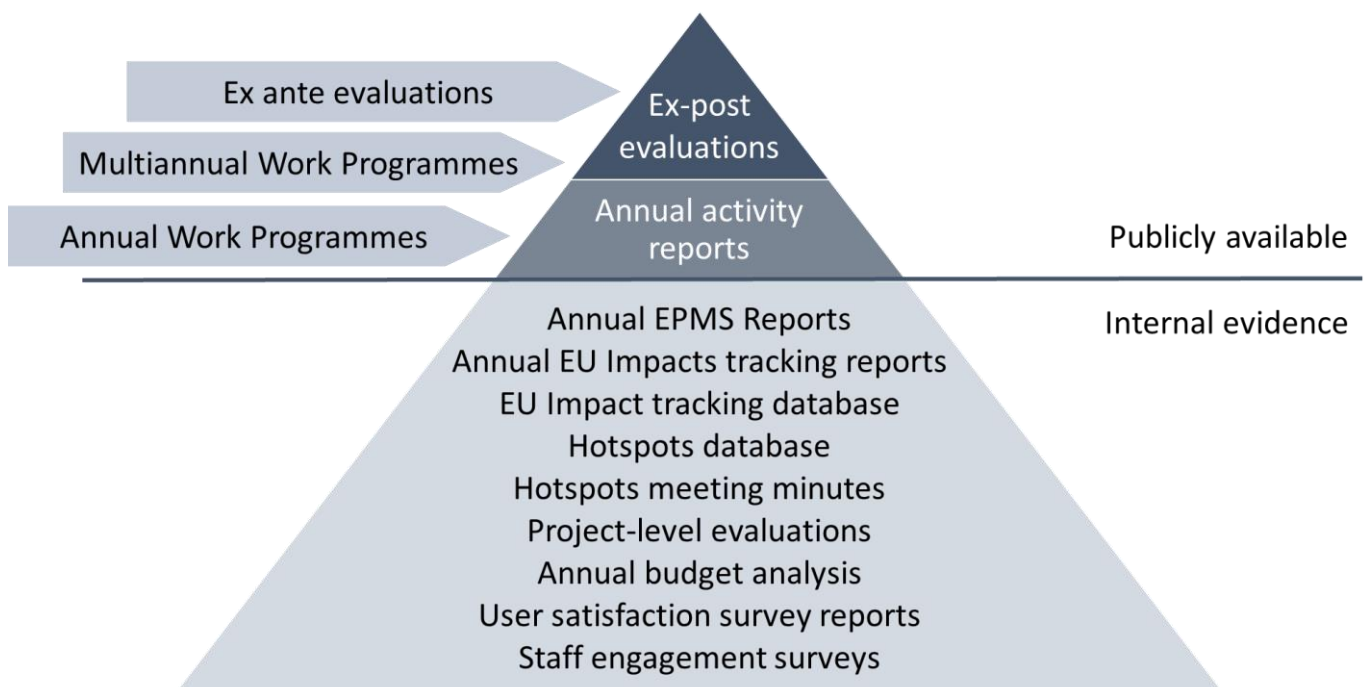 Ex ante evaluations
Multiannual Work Programmes
Annual Work Programmes
Ex-post
evaluations
Annual activity
reports
Publicly available
Internal evidence
Annual EPMS Reports
Annual EU Impacts tracking reports
EU Impact tracking database
Hotspots database
Hotspots meeting minutes
Project-level evaluations
Annual budget analysis
User satisfaction survey reports
Staff engagement surveys